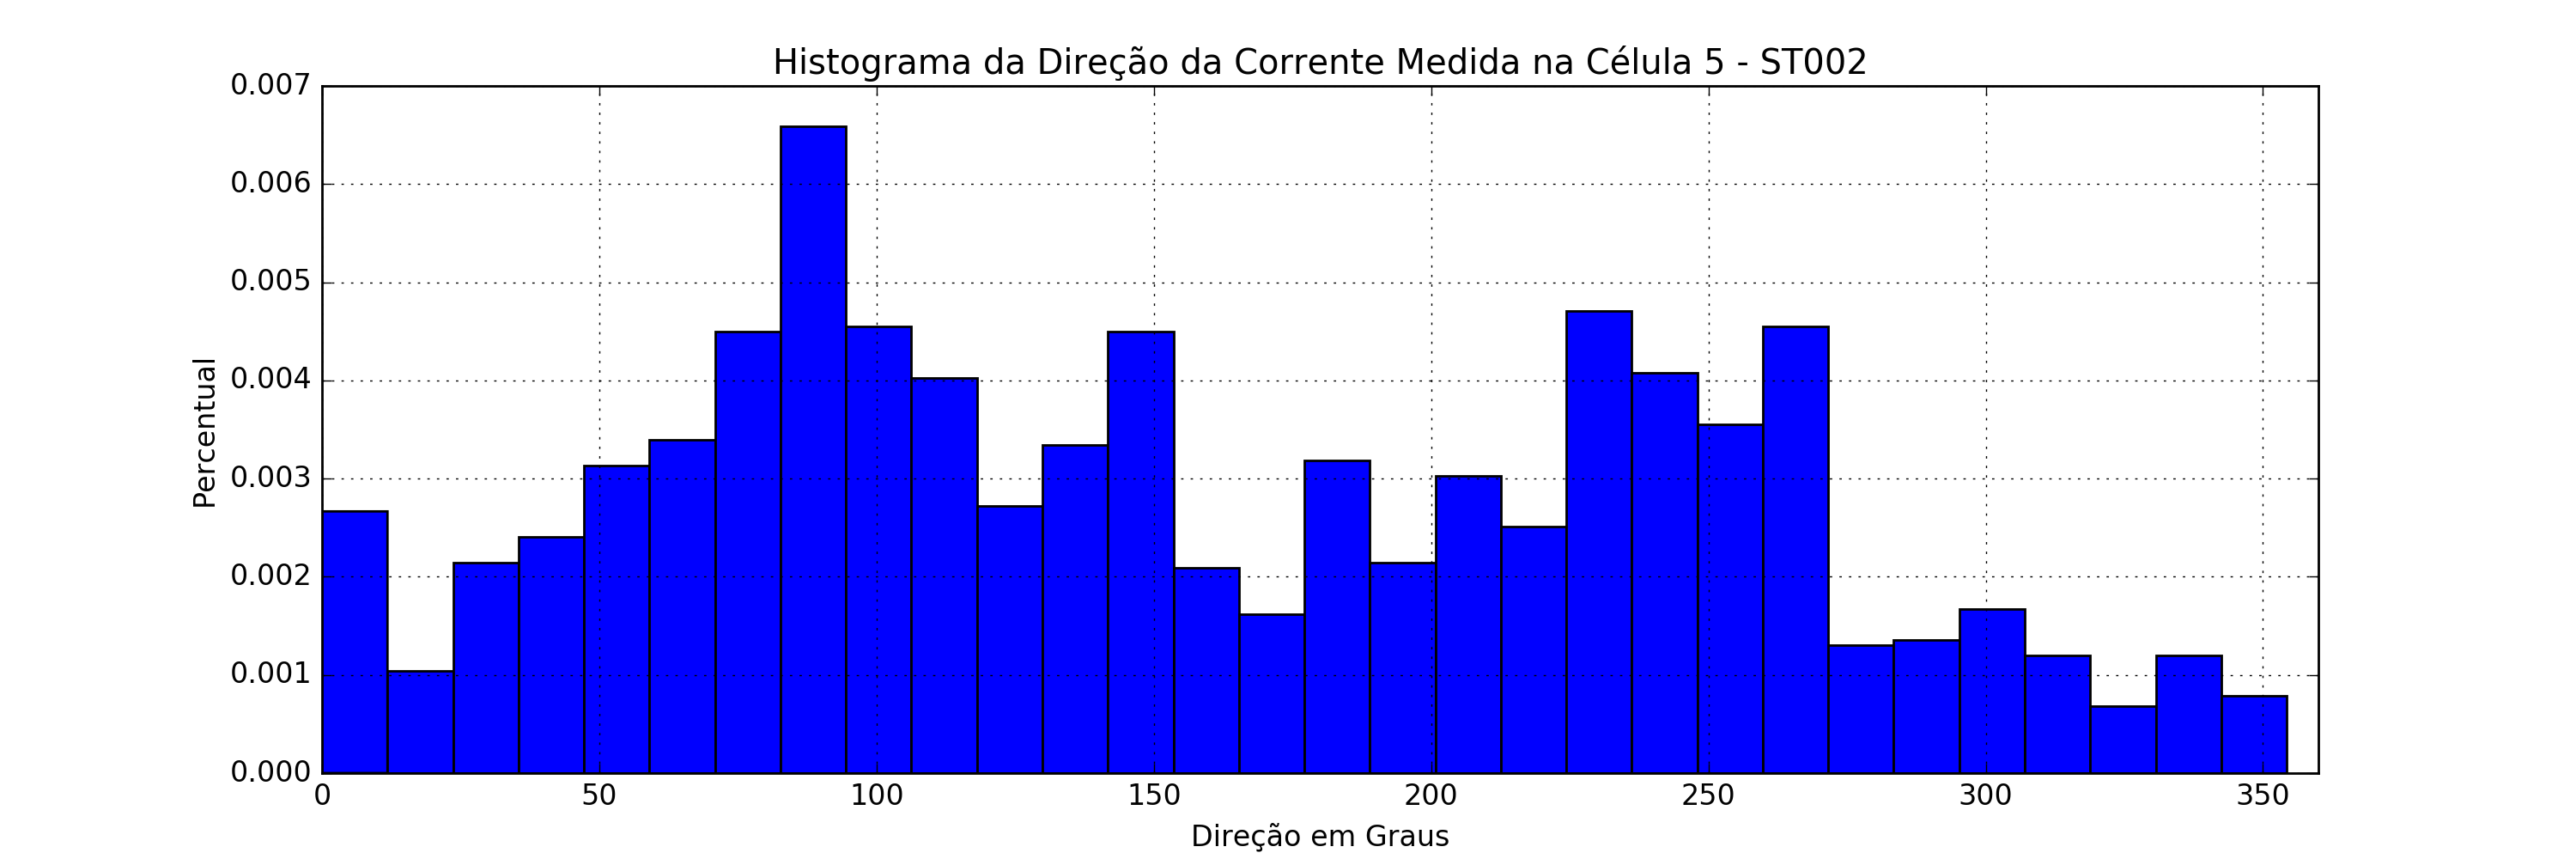 Histograma da Direção da Corrente Medida na Célula 5 - ST002
0.007
0.006
0.005
0.004
0.003
0.002
0.001
0.000
Percentual
0 50 100 150 200 250 300 350
Direção em Graus